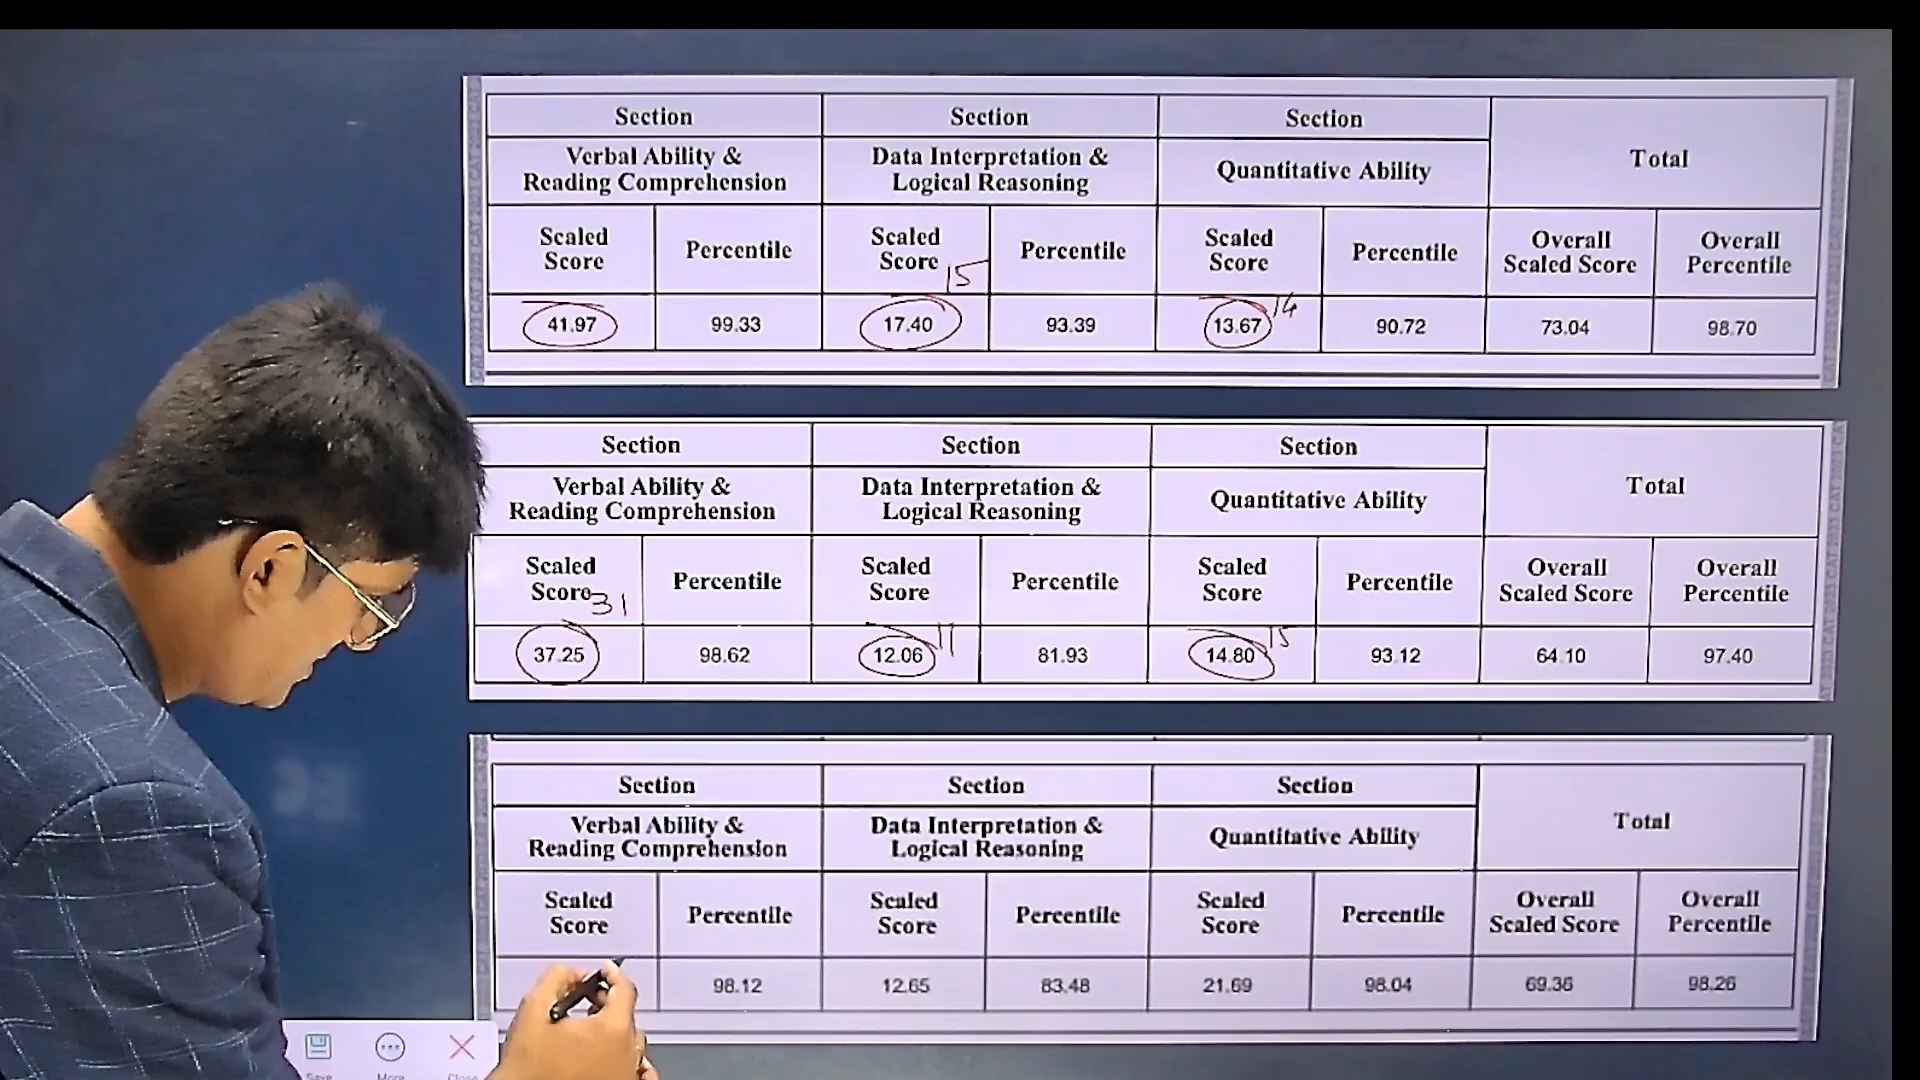 Section Section Section Total
Verbal Ability &
Reading Comprehension
Data Interpretation &
Logical Reasoning
Quantitative Ability
Scaled
Score
Percentile
Scaled
Score
15
Percentile
Scaled
Score
Percentile
Overall
Scaled Score
Overall
Percentile
41.97 99.33 17.40 93.39 13.67 14 90.72 73.04 98.70
Section Section Section Total
Verbal Ability &
Reading Comprehension
Data Interpretation &
Logical Reasoning
Quantitative Ability
Scaled
Score
31
Percentile
Scaled
Score
Percentile
Scaled
Score
Percentile
Overall
Scaled Score
Overall
Percentile
37.25 98.62 12.06 11 81.93 14.80 15 93.12 64.10 97.40
Section Section Section Total
Verbal Ability &
Reading Comprehension
Data Interpretation &
Logical Reasoning
Quantitative Ability
Scaled
Score
Percentile
Scaled
Score
Percentile
Scaled
Score
Percentile
Overall
Scaled Score
Overall
Percentile
98.12 12.65 83.48 21.69 98.04 69.36 98.26
Save More Close